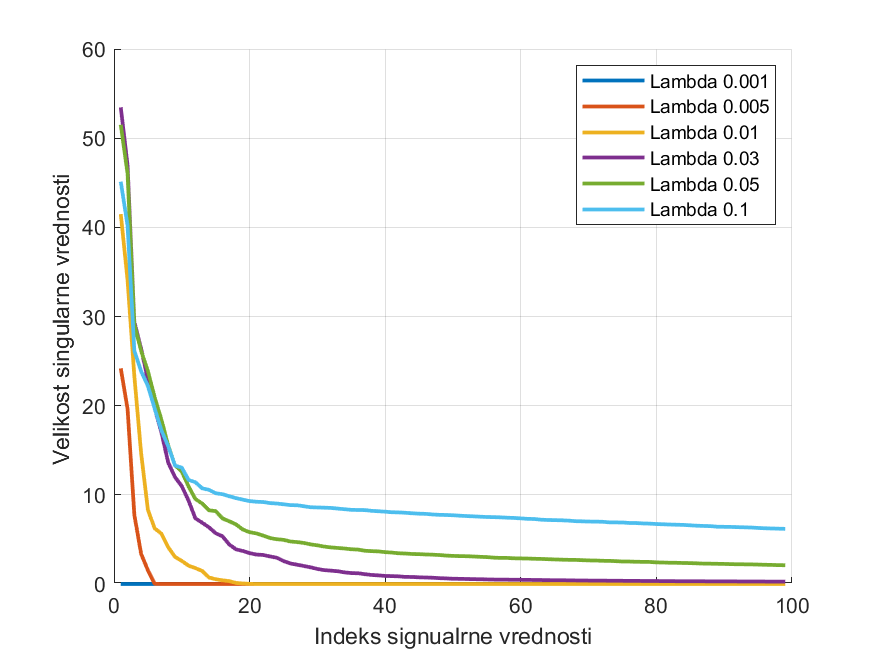 60
50
40
30
20
10
0
0
20
40
60
80
100
Velikost singularne vrednosti
Indeks signualrne vrednosti
Lambda 0.001
Lambda 0.005
Lambda 0.01
Lambda 0.03
Lambda 0.05
Lambda 0.1